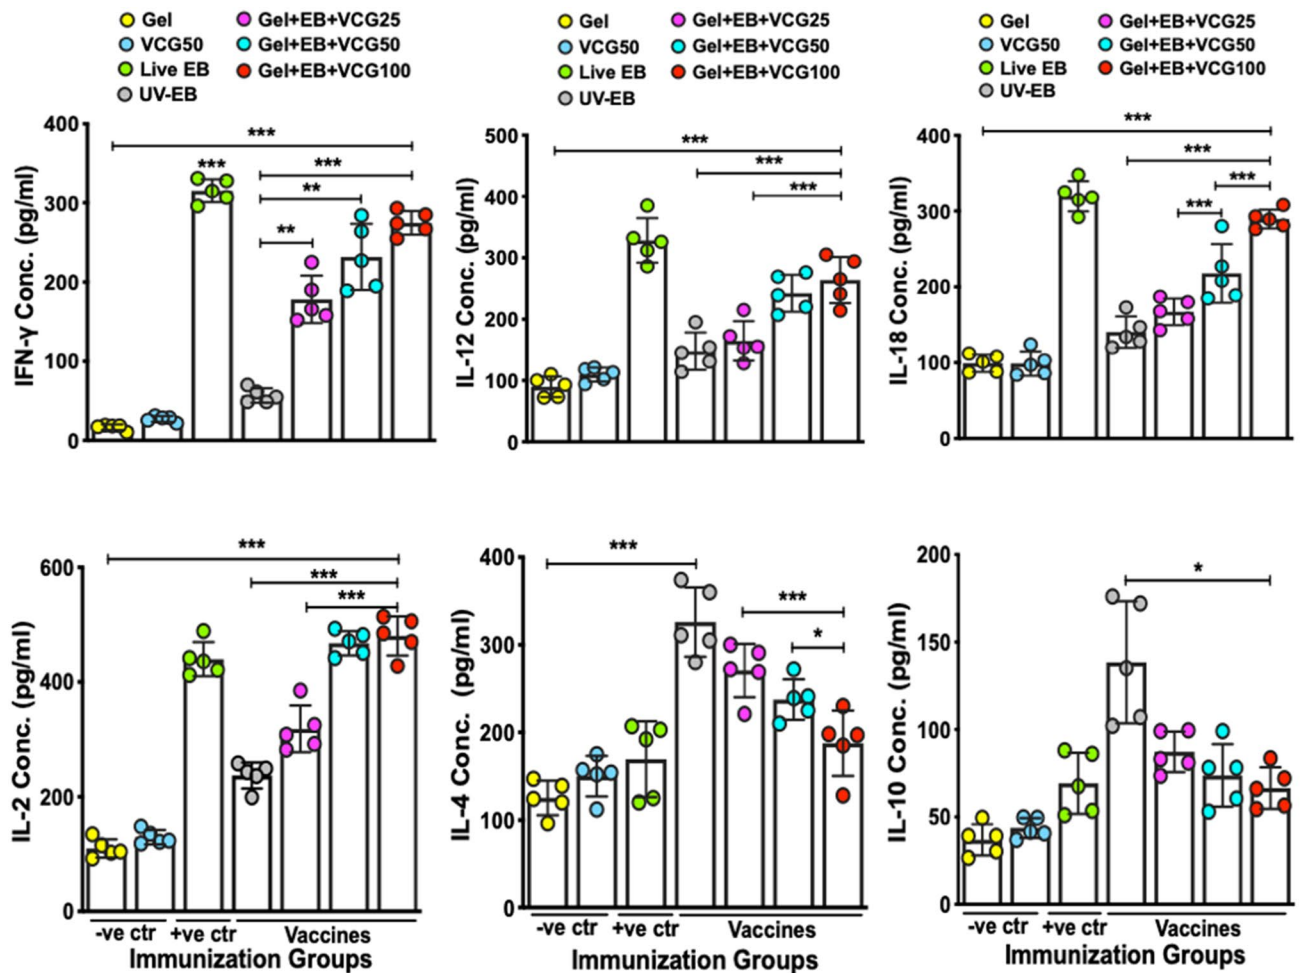 Gel
VCG50
Live EB
UV-EB
Gel+EB+VCG25
Gel+EB+VCG50
Gel+EB+VCG100
IFN-γ Conc. (pg/ml)
400
300
200
100
0
***
***
***
**
**
Gel
VCG50
Live EB
UV-EB
Gel+EB+VCG25
Gel+EB+VCG50
Gel+EB+VCG100
IL-12 Conc. (pg/ml)
500
400
300
200
100
0
***
***
***
Gel
VCG50
Live EB
UV-EB
Gel+EB+VCG25
Gel+EB+VCG50
Gel+EB+VCG100
IL-18 Conc. (pg/ml)
400
300
200
100
0
***
***
***
***
IL-2 Conc. (pg/ml)
600
400
200
0
***
***
***
-ve ctr +ve ctr Vaccines
Immunization Groups
IL-4 Conc. (pg/ml)
400
300
200
100
0
***
***
*
-ve ctr +ve ctr Vaccines
Immunization Groups
IL-10 Conc. (pg/ml)
200
150
100
50
0
*
-ve ctr +ve ctr Vaccines
Immunization Groups